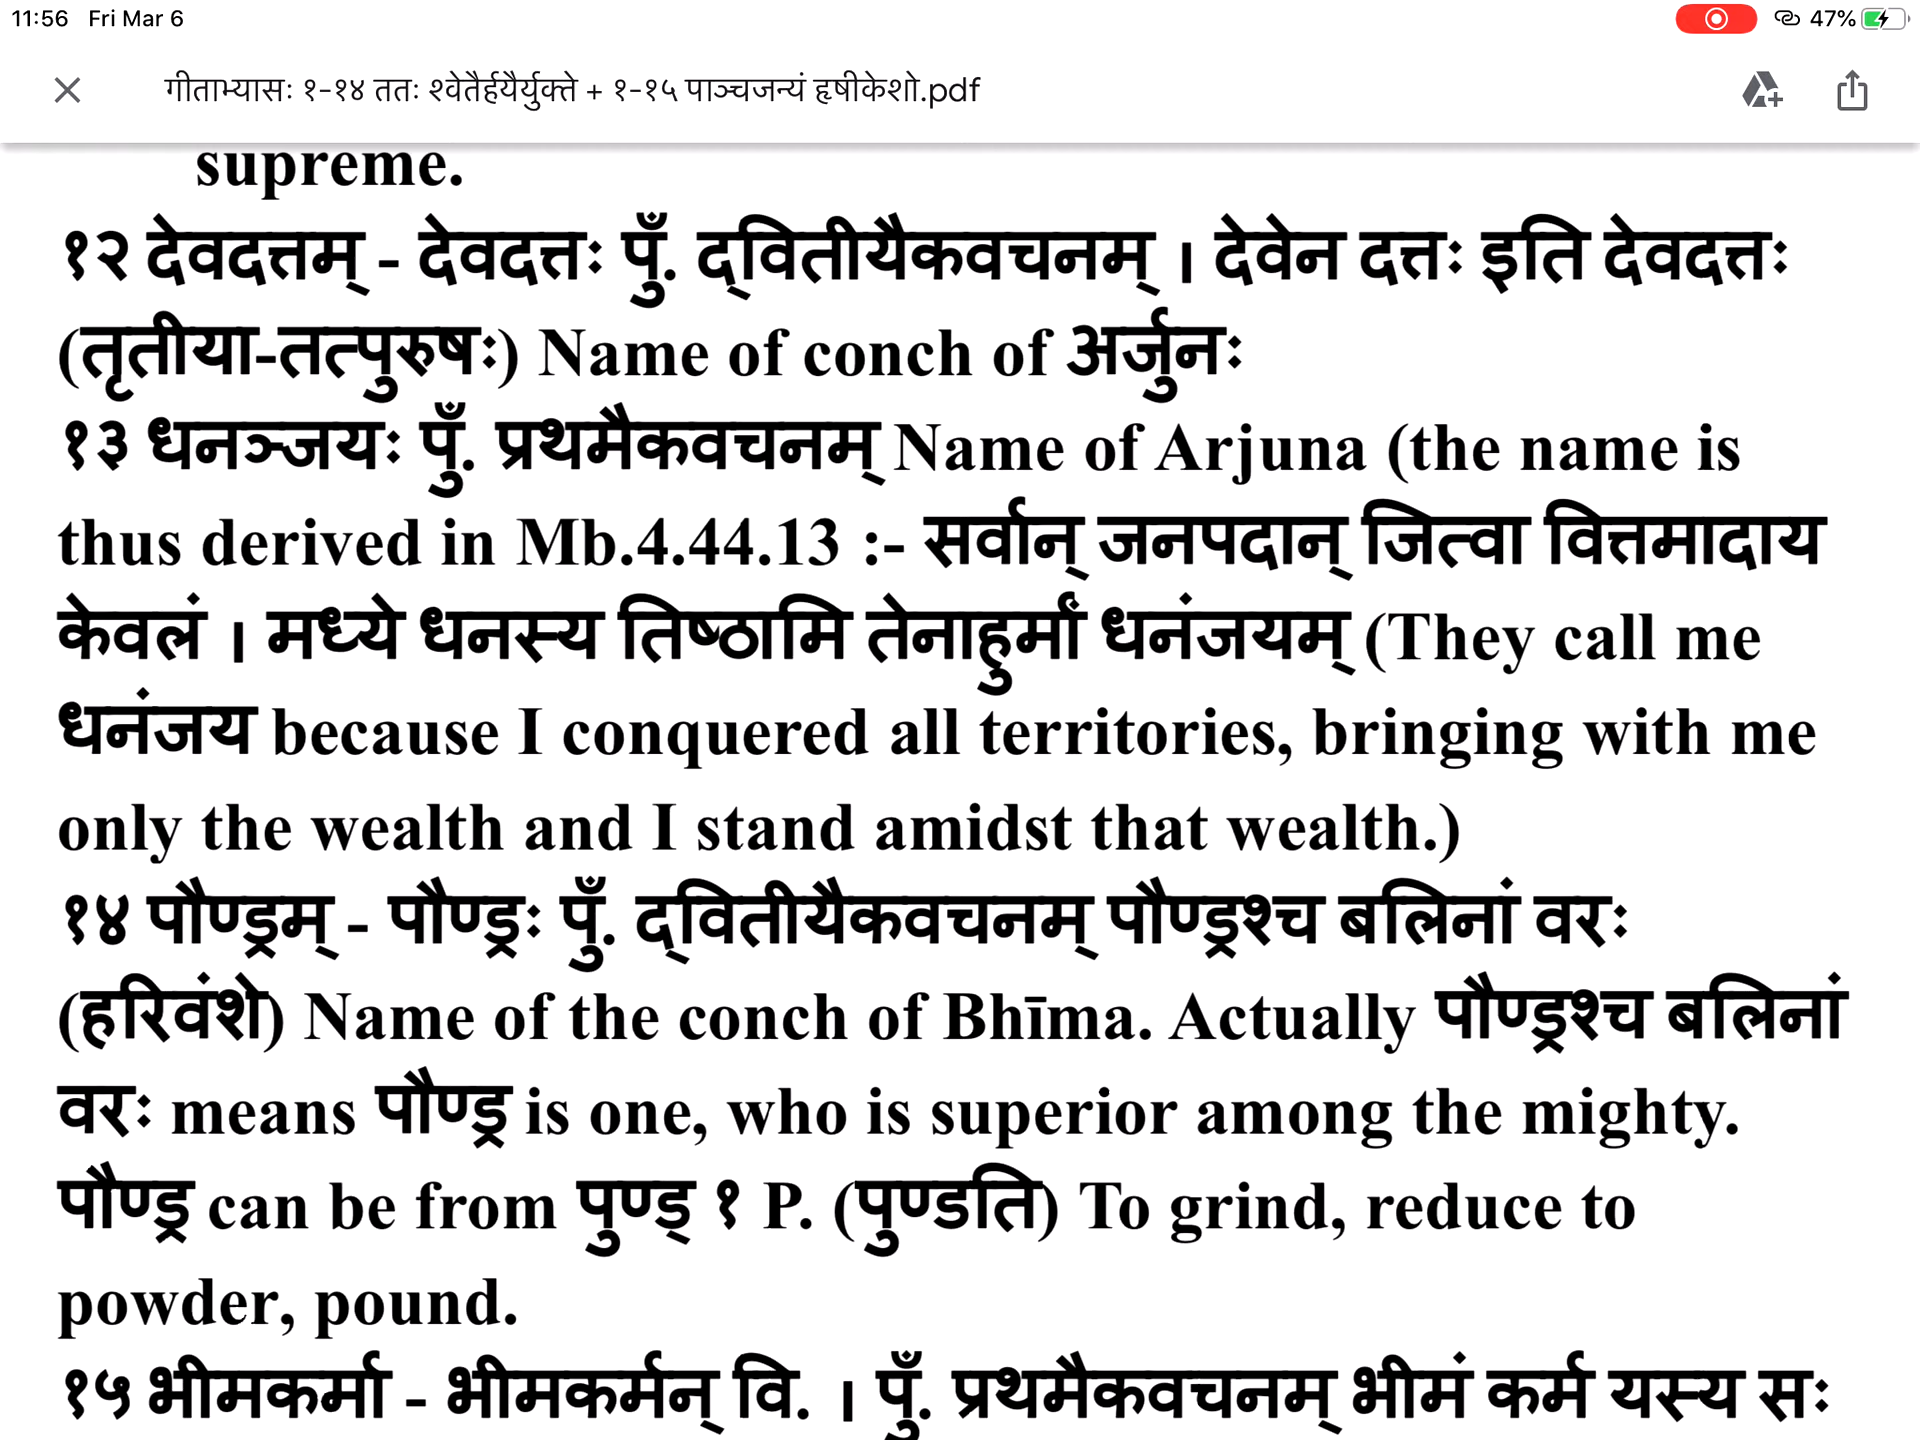 11:56 Fri Mar 6
47%
गीताभ्यासः १-१४ ततः श्वेतैर्हयैर्युक्ते + १-१५ पाञ्चजन्यं हृषीकेशो.pdf
supreme.
१२ देवदत्तम् - देवदत्तः पुँ. द्वितीयैकवचनम् । देवेन दत्तः इति देवदत्तः
(तृतीया-तत्पुरुषः) Name of conch of अर्जुनः
१३ धनञ्जयः पुँ. प्रथमैकवचनम् Name of Arjuna (the name is
thus derived in Mb.4.44.13 :- सर्वान् जनपदान् जित्वा वित्तमादाय
केवलं । मध्ये धनस्य तिष्ठामि तेनाहुर्मां धनंजयम् (They call me
धनंजय because I conquered all territories, bringing with me
only the wealth and I stand amidst that wealth.)
१४ पौण्ड्रम् - पौण्ड्रः पुँ. द्वितीयैकवचनम् पौण्ड्रश्च बलिनां वरः
(हरिवंशे) Name of the conch of Bhīma. Actually पौण्ड्रश्च बलिनां
वरः means पौण्ड्र is one, who is superior among the mighty.
पौण्ड्र can be from पुण्ड् १ P. (पुण्डति) To grind, reduce to
powder, pound.
१५ भीमकर्मा - भीमकर्मन् वि. । पुँ. प्रथमैकवचनम् भीमं कर्म यस्य सः